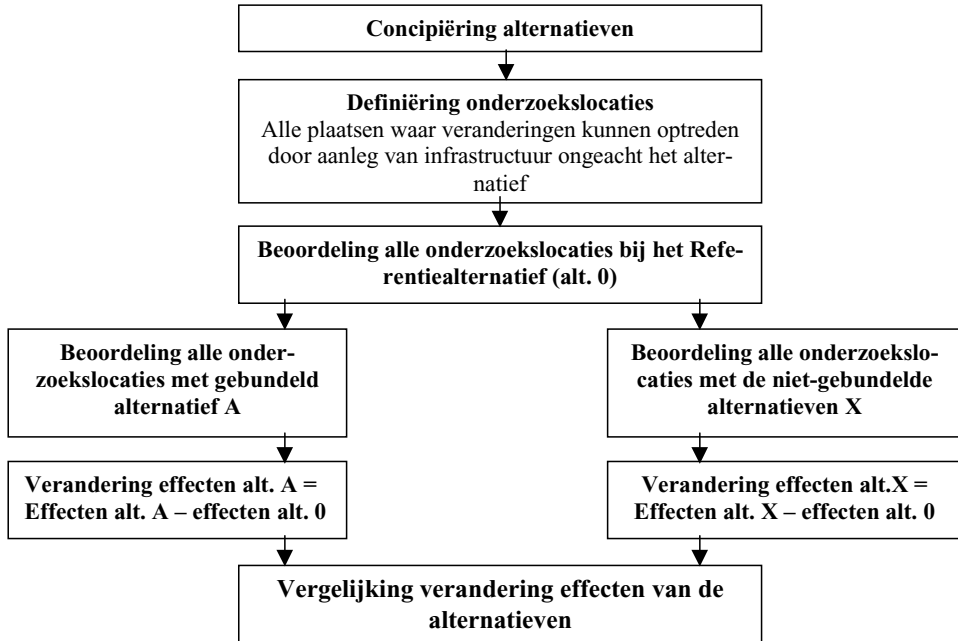 Concipiëring alternatieven
Definiëring onderzoekslocaties
Alle plaatsen waar veranderingen kunnen optreden
door aanleg van infrastructuur ongeacht het alter-
natief
Beoordeling alle onderzoekslocaties bij het Refe-
rentiealternatief (alt. 0)
Beoordeling alle onder-
zoekslocaties met gebundeld
alternatief A
Beoordeling alle onderzoekslo-
caties met de niet-gebundelde
alternatieven X
Verandering effecten alt. A =
Effecten alt. A – effecten alt. 0
Verandering effecten alt.X =
Effecten alt. X – effecten alt. 0
Vergelijking verandering effecten van de
alternatieven